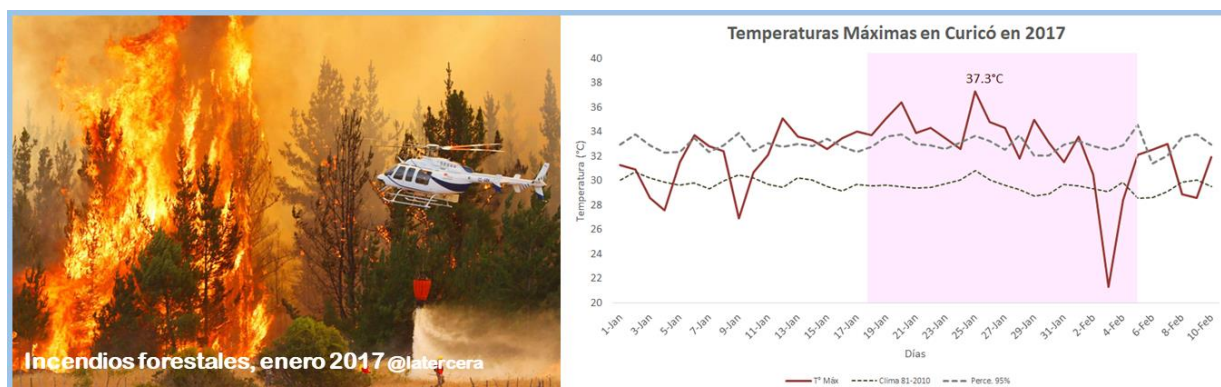 Incendios forestales, enero 2017 @latercera
Temperaturas Máximas en Curicó en 2017
37.3°C
Temperatura (°C)
40
38
36
34
32
30
28
26
24
22
20
1-Jan
3-Jan
5-Jan
7-Jan
9-Jan
11-Jan
13-Jan
15-Jan
17-Jan
19-Jan
21-Jan
23-Jan
25-Jan
27-Jan
29-Jan
31-Jan
2-Feb
4-Feb
6-Feb
8-Feb
10-Feb
Días
T° Máx
Clima 81-2010
Perce. 95%